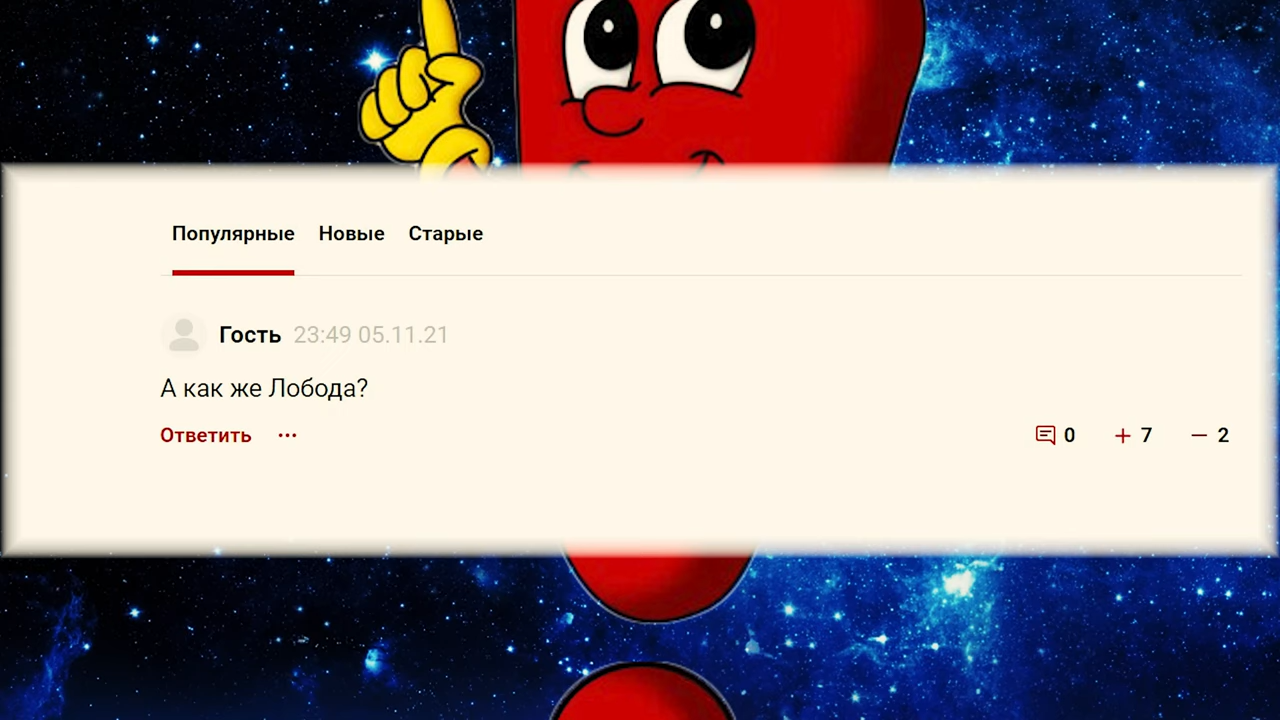 Популярные Новые Старые
Гость 23:49 05.11.21
А как же Лобода?
Ответить ••• 0 + 7 − 2